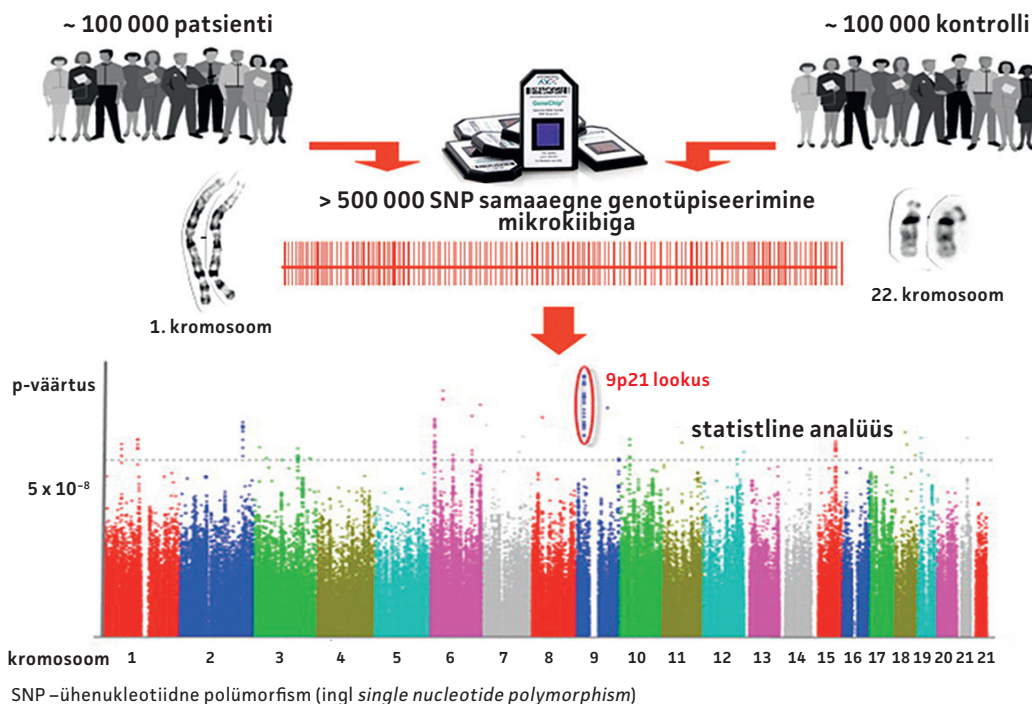 ~ 100 000 patsienti
~ 100 000 kontrolli
GeneChip®
> 500 000 SNP samaaegne genotüpiseerimine
mikrokiibiga
1. kromosoom
22. kromosoom
p-väärtus
9p21 lookus
statistline analüüs
5 x 10⁻⁸
kromosoom 1 2 3 4 5 6 7 8 9 10 11 12 13 14 15 16 17 18 19 20 21 21
SNP –ühenukleotiidne polümorfism (ingl single nucleotide polymorphism)